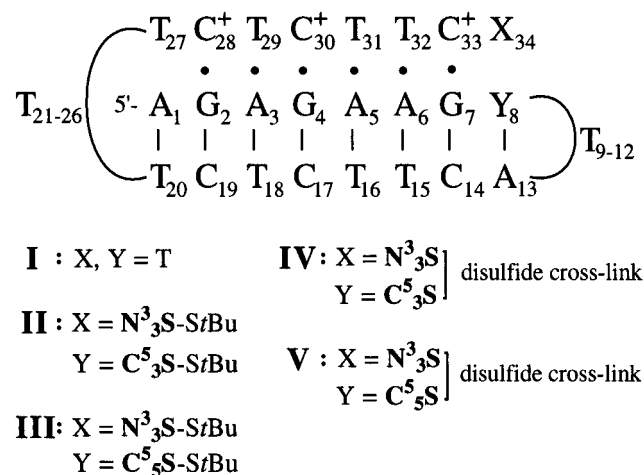 T₂₇ C⁺₂₈ T₂₉ C⁺₃₀ T₃₁ T₃₂ C⁺₃₃ X₃₄
• • • • • •
T₂₁₋₂₆ 5'- A₁ G₂ A₃ G₄ A₅ A₆ G₇ Y₈ T₉₋₁₂
| | | | | | | |
T₂₀ C₁₉ T₁₈ C₁₇ T₁₆ T₁₅ C₁₄ A₁₃
I : X, Y = T
II : X = N³₃S-StBu
Y = C⁵₃S-StBu
III: X = N³₃S-StBu
Y = C⁵₅S-StBu
IV: X = N³₃S
Y = C⁵₃S
disulfide cross-link
V : X = N³₃S
Y = C⁵₅S
disulfide cross-link